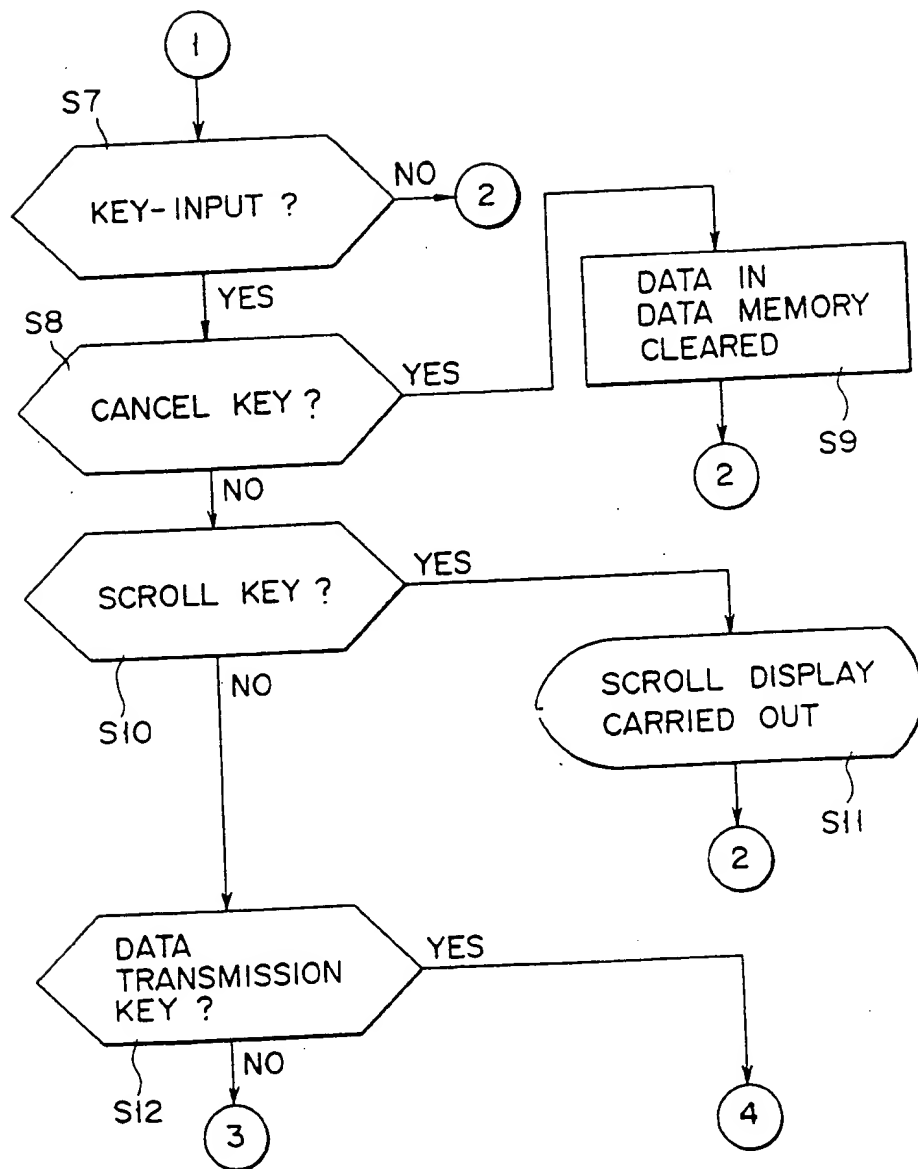 1
S7
KEY-INPUT ?
NO
2
YES
S8
CANCEL KEY ?
YES
DATA IN
DATA MEMORY
CLEARED
S9
2
NO
SCROLL KEY ?
YES
S10
NO
SCROLL DISPLAY
CARRIED OUT
S11
2
DATA
TRANSMISSION
KEY ?
YES
S12
NO
3
4